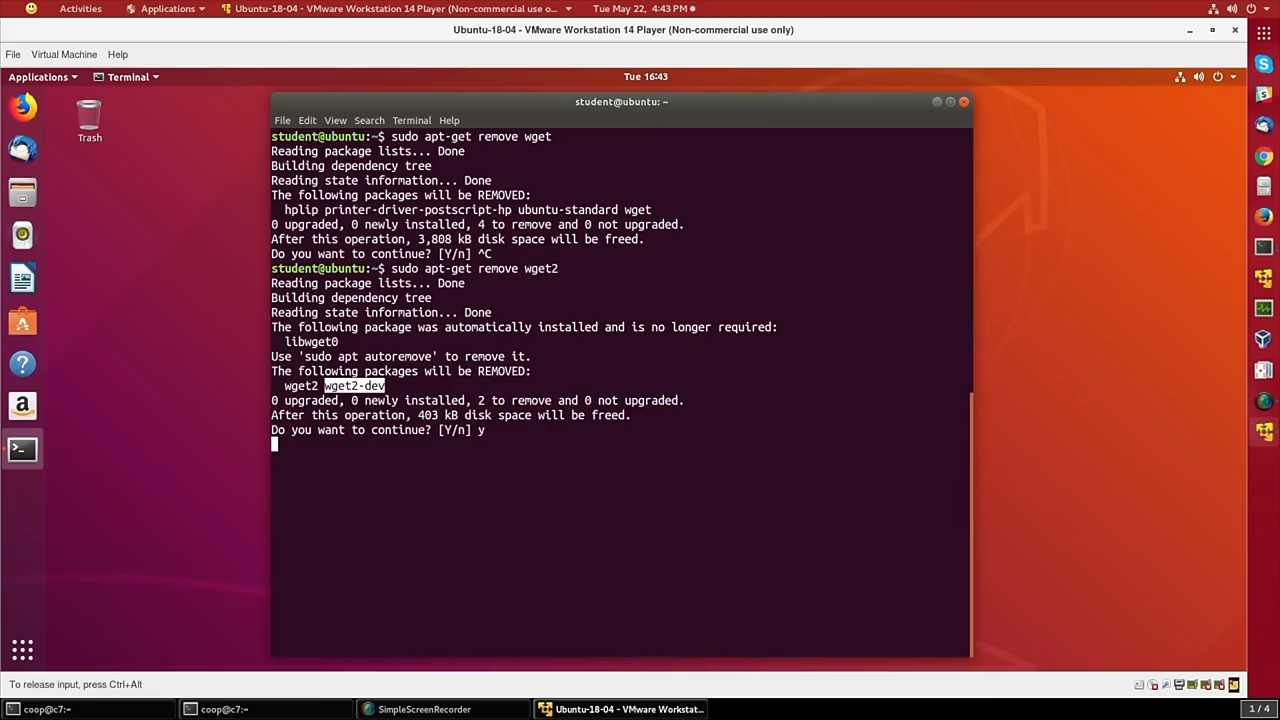 Activities Applications Ubuntu-18-04 - VMware Workstation 14 Player (Non-commercial use o... Tue May 22, 4:43 PM
Ubuntu-18-04 - VMware Workstation 14 Player (Non-commercial use only)
File Virtual Machine Help
Applications Terminal Tue 16:43
Trash
student@ubuntu: ~
File Edit View Search Terminal Help
student@ubuntu:~$ sudo apt-get remove wget
Reading package lists... Done
Building dependency tree
Reading state information... Done
The following packages will be REMOVED:
hplip printer-driver-postscript-hp ubuntu-standard wget
0 upgraded, 0 newly installed, 4 to remove and 0 not upgraded.
After this operation, 3,808 kB disk space will be freed.
Do you want to continue? [Y/n] ^C
student@ubuntu:~$ sudo apt-get remove wget2
Reading package lists... Done
Building dependency tree
Reading state information... Done
The following package was automatically installed and is no longer required:
libwget0
Use 'sudo apt autoremove' to remove it.
The following packages will be REMOVED:
wget2 wget2-dev
0 upgraded, 0 newly installed, 2 to remove and 0 not upgraded.
After this operation, 403 kB disk space will be freed.
Do you want to continue? [Y/n] y
To release input, press Ctrl+Alt
coop@c7:~ coop@c7:~ SimpleScreenRecorder Ubuntu-18-04 - VMware Workstat... 1 / 4